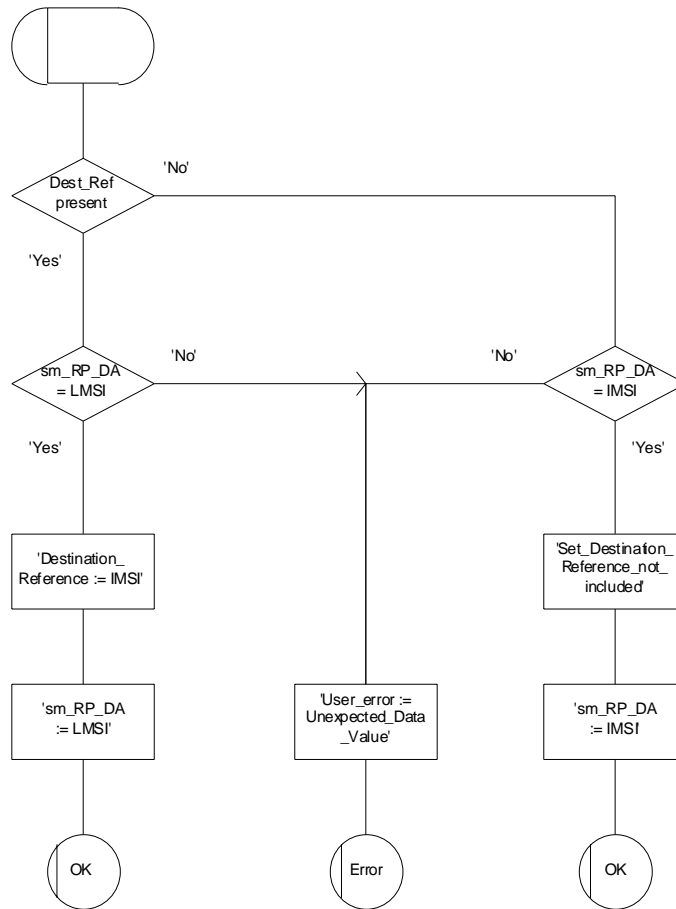 'No'
Dest_Ref
present
'Yes'
'No'
'No'
sm_RP_DA
= LMSI
sm_RP_DA
= IMSI
'Yes'
'Yes'
'Destination_
Reference := IMSI'
'Set_Destination_
Reference_not_
included'
'sm_RP_DA
:= LMSI'
'User_error :=
Unexpected_Data
_Value'
'sm_RP_DA
:= IMSI'
OK
Error
OK